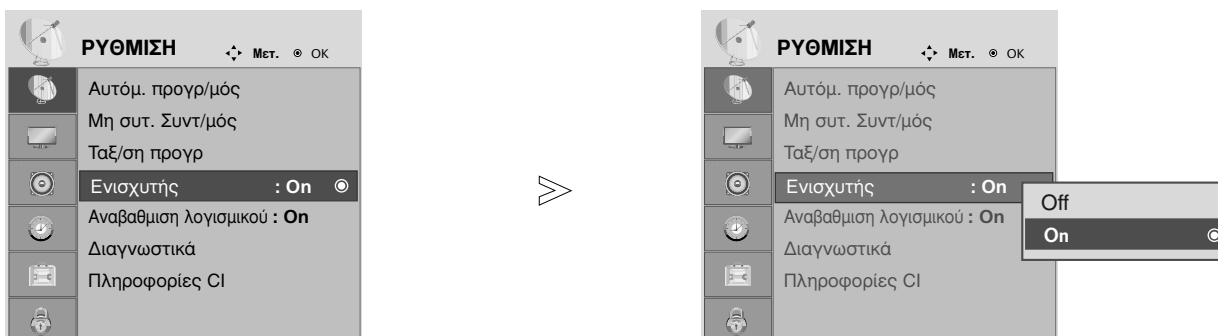 ΡΥΘΜΙΣΗ Μετ. OK
Αυτόμ. προγρ/μός
Μη συτ. Συντ/μός
Ταξ/ση προγρ
Ενισχυτής : On
Αναβαθμιση λογισμικού : On
Διαγνωστικά
Πληροφορίες CI
ΡΥΘΜΙΣΗ Μετ. OK
Αυτόμ. προγρ/μός
Μη συτ. Συντ/μός
Ταξ/ση προγρ
Ενισχυτής : On
Αναβαθμιση λογισμικού : On
Διαγνωστικά
Πληροφορίες CI
Off
On